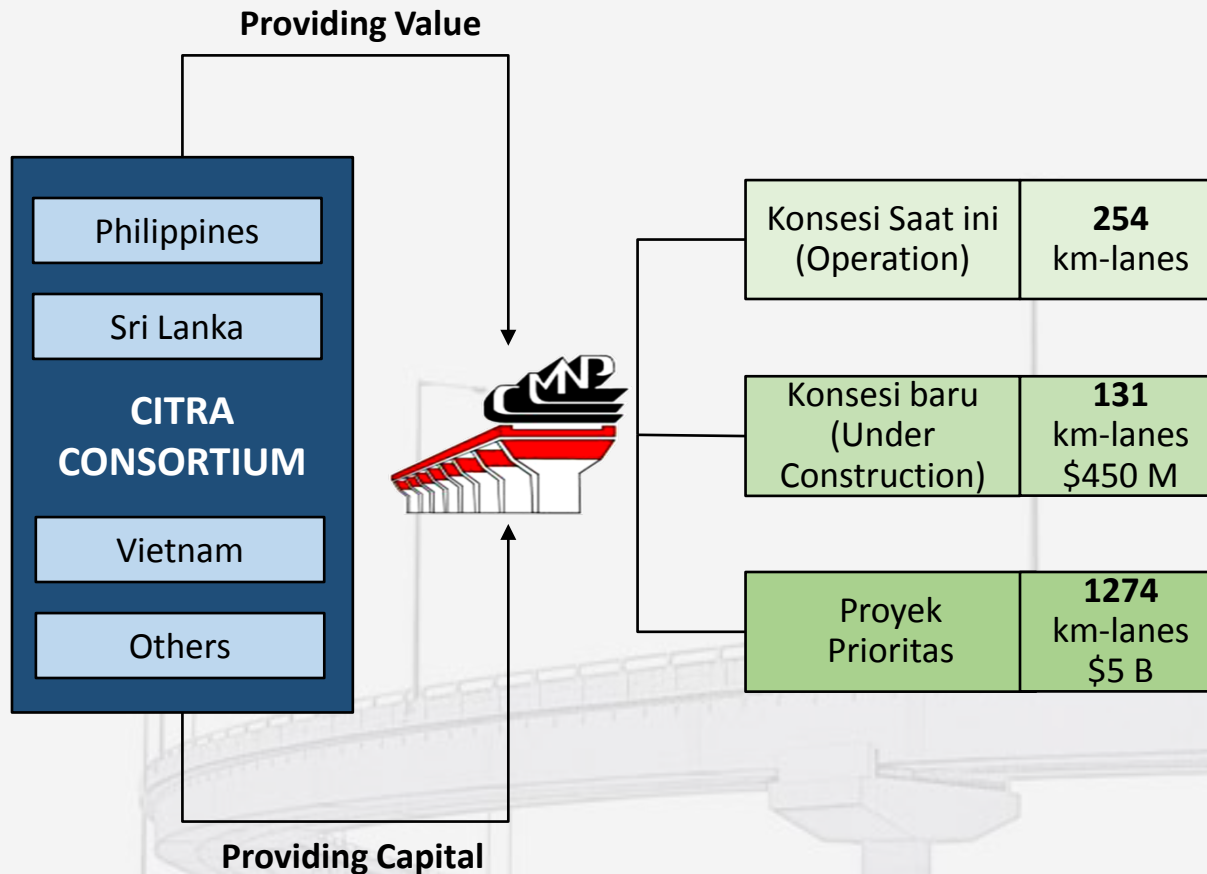 Providing Value
Philippines
Sri Lanka
CITRA
CONSORTIUM
Vietnam
Others
Providing Capital
CMNP
Konsesi Saat ini
(Operation)
254
km-lanes
Konsesi baru
(Under
Construction)
131
km-lanes
$450 M
Proyek
Prioritas
1274
km-lanes
$5 B